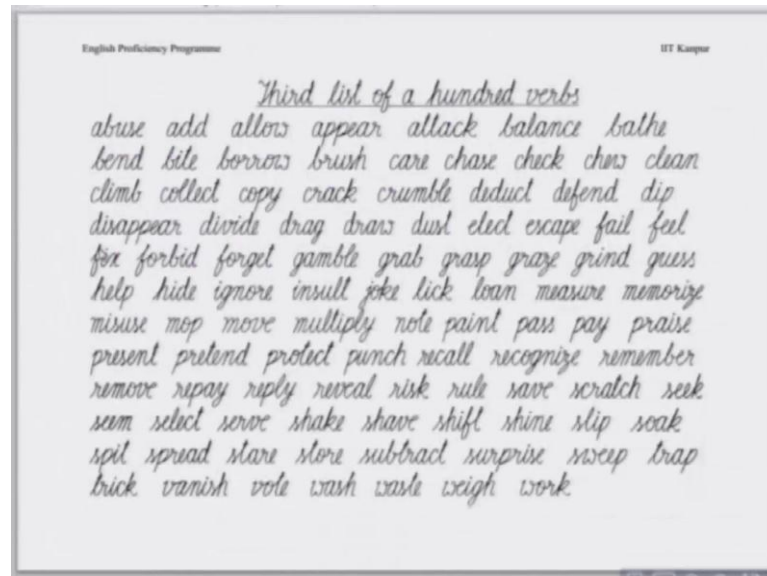 English Proficiency Programme IIT Kanpur
Third list of a hundred verbs
abuse add allow appear attack balance bathe
bend bite borrow brush care chase check chew clean
climb collect copy crack crumble deduct defend dip
disappear divide drag draw dust elect escape fail feel
fix forbid forget gamble grab grasp graze grind guess
help hide ignore insult joke lick loan measure memorize
misuse mop move multiply note paint pass pay praise
present pretend protect punch recall recognize remember
remove repay reply reveal risk rule save scratch seek
seem select serve shake shave shift shine slip soak
spit spread stare store subtract surprise sweep trap
trick vanish vote wash waste weigh work